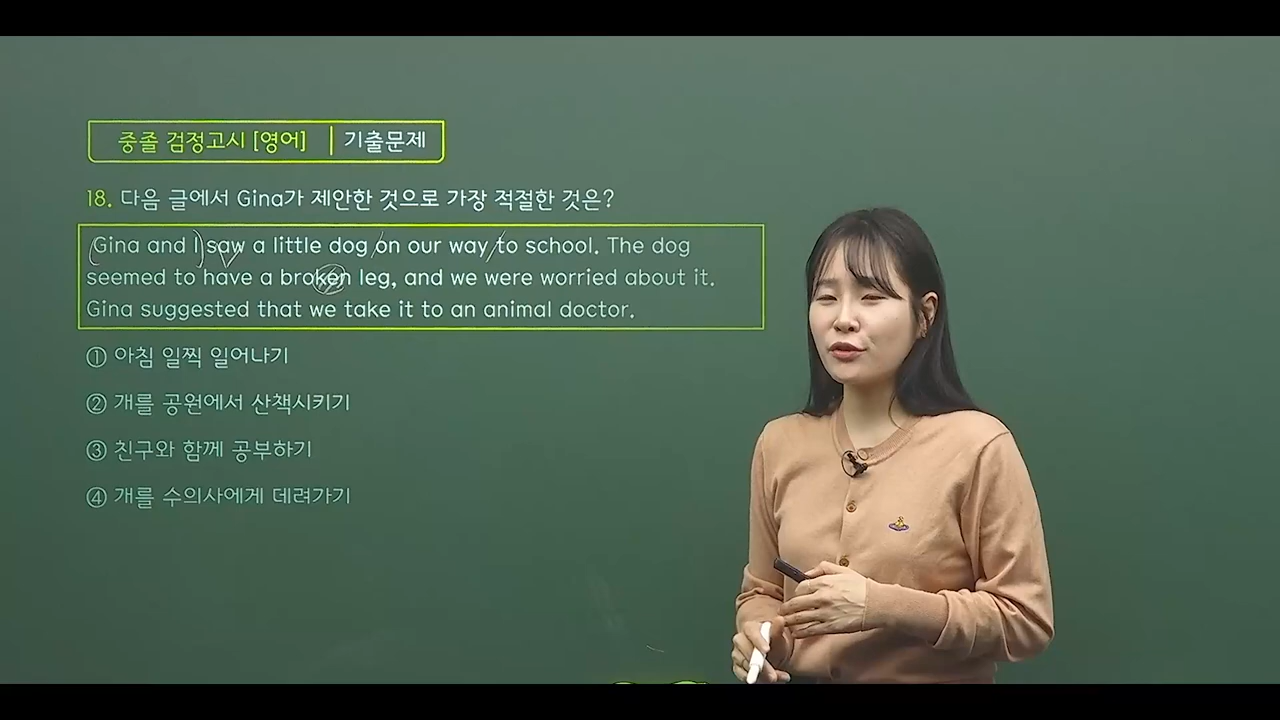 중졸 검정고시 [영어] 기출문제
18. 다음 글에서 Gina가 제안한 것으로 가장 적절한 것은?
Gina and I saw a little dog on our way to school. The dog
seemed to have a broken leg, and we were worried about it.
Gina suggested that we take it to an animal doctor.
① 아침 일찍 일어나기
② 개를 공원에서 산책시키기
③ 친구와 함께 공부하기
④ 개를 수의사에게 데려가기